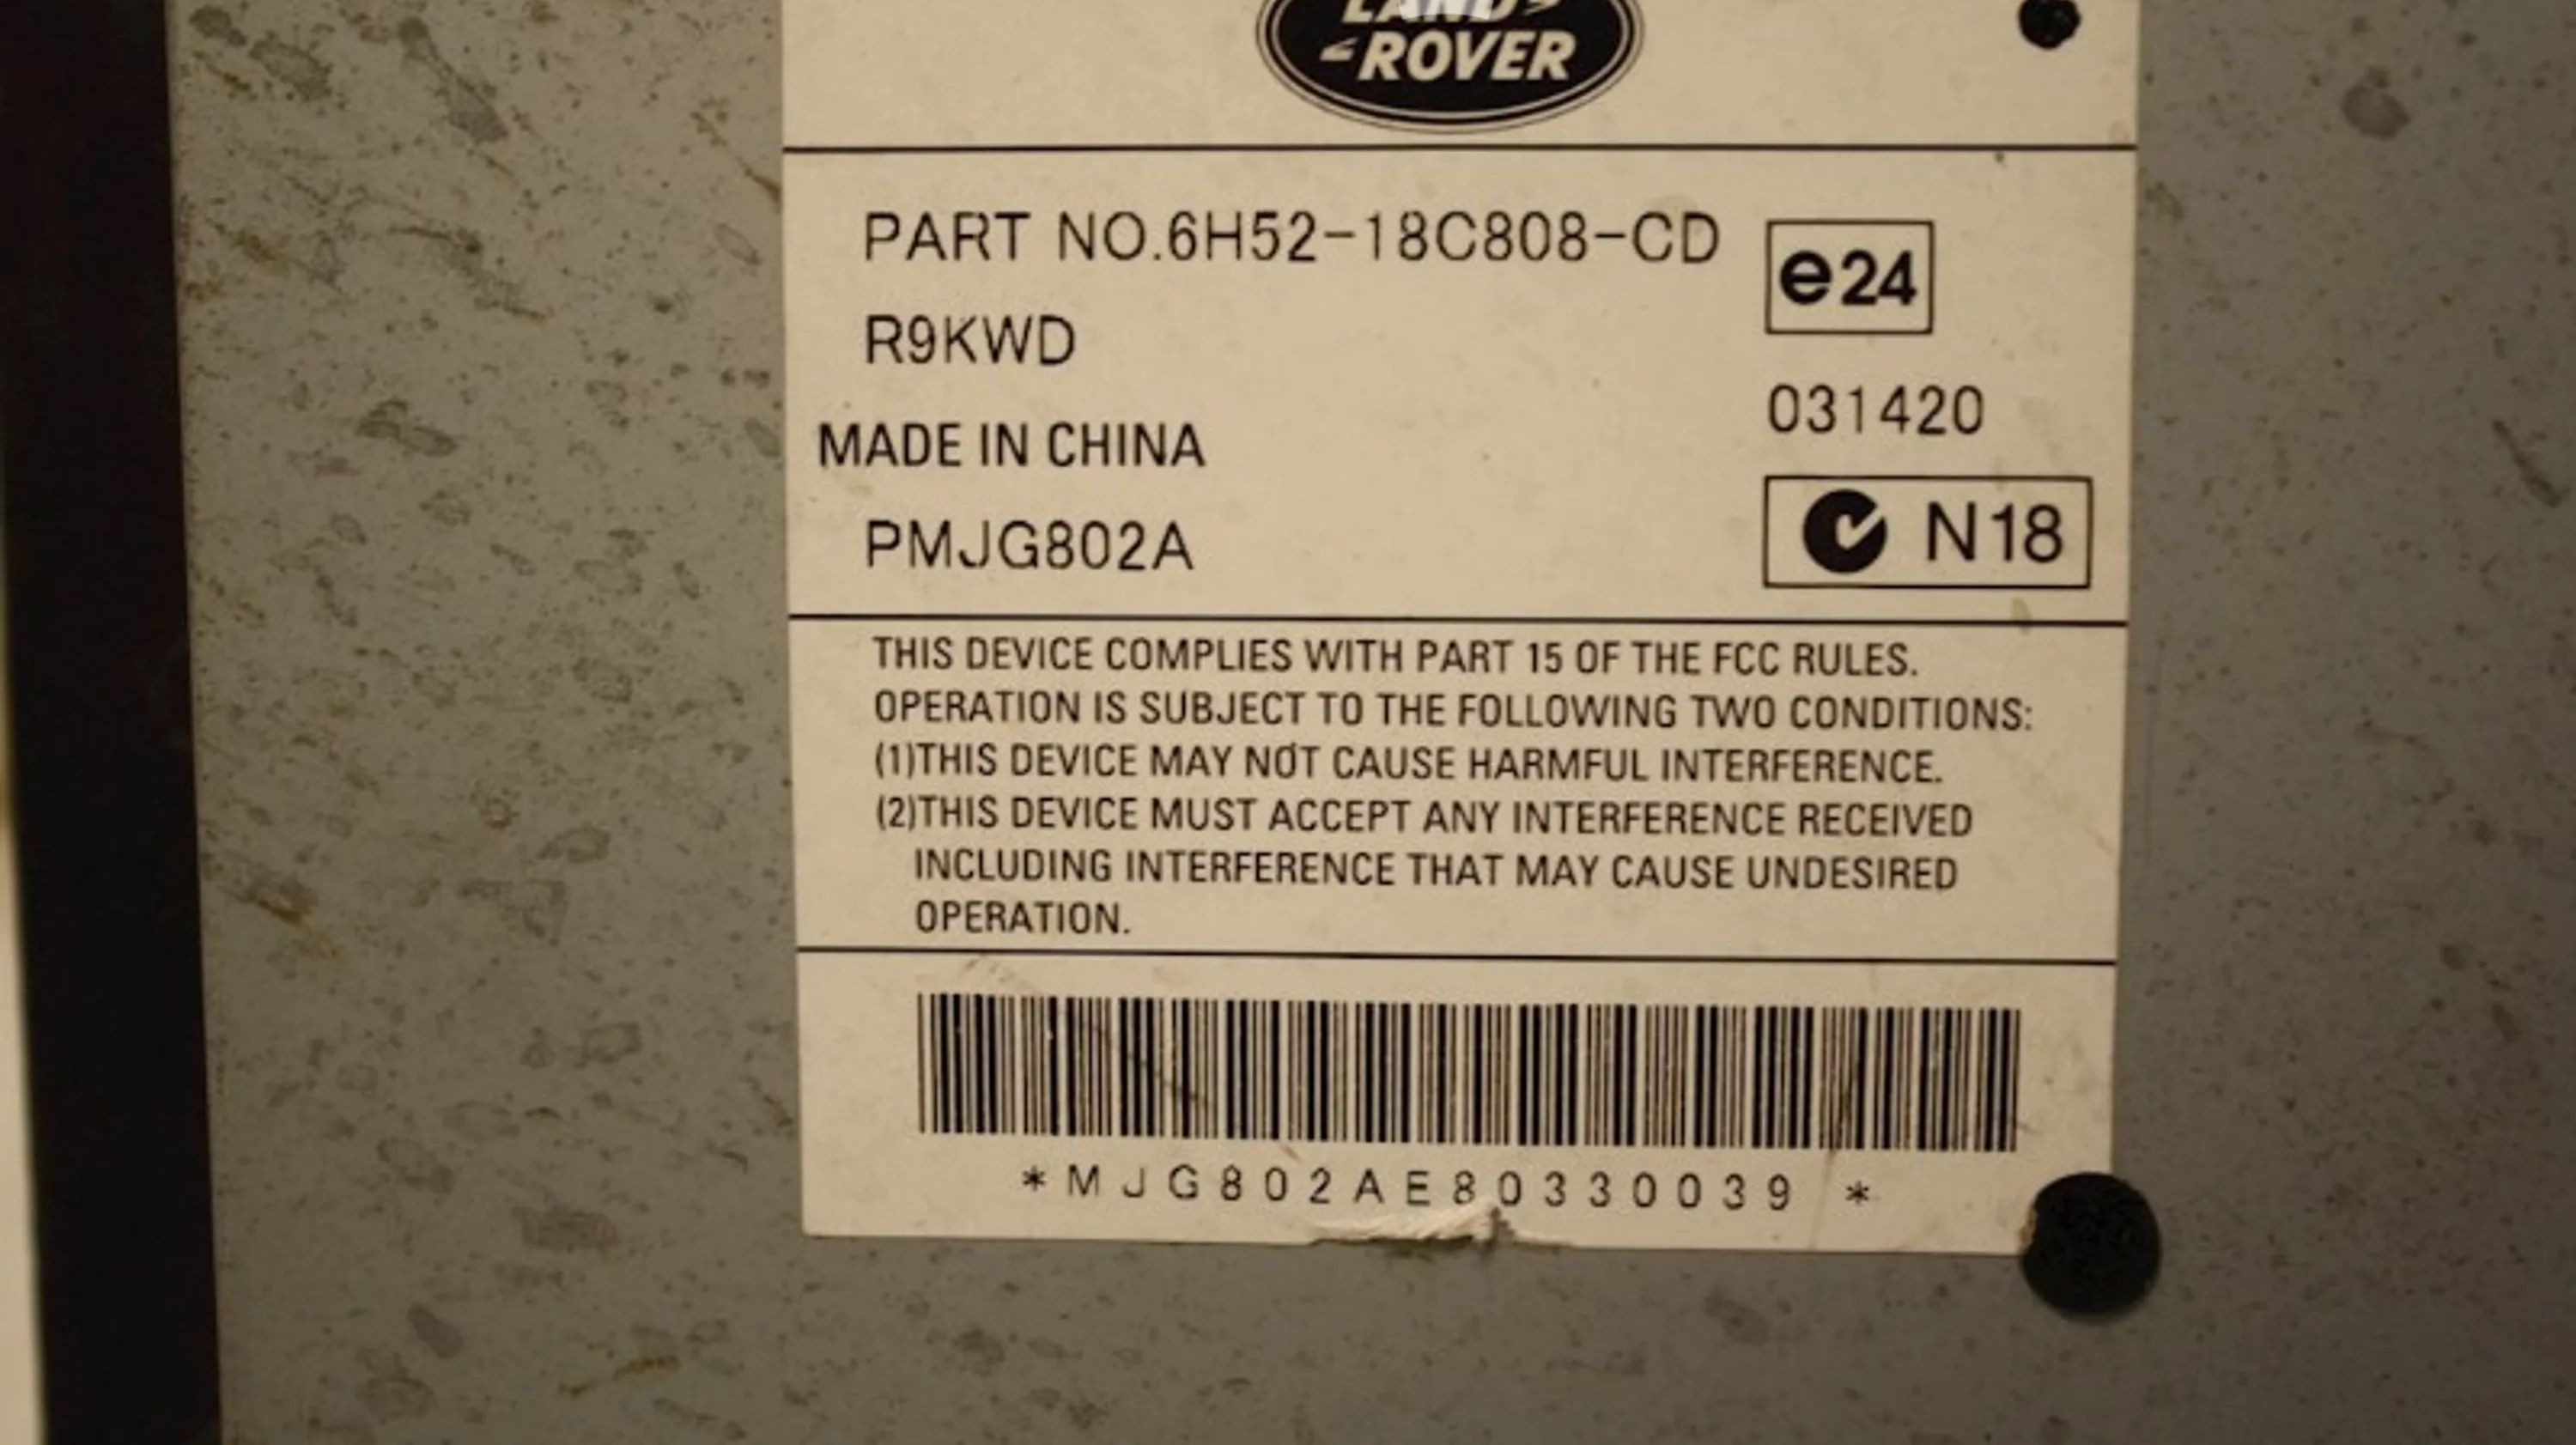 LAND
ROVER
PART NO.6H52-18C808-CD
e24
R9KWD
031420
MADE IN CHINA
PMJG802A
N18
THIS DEVICE COMPLIES WITH PART 15 OF THE FCC RULES.
OPERATION IS SUBJECT TO THE FOLLOWING TWO CONDITIONS:
(1)THIS DEVICE MAY NOT CAUSE HARMFUL INTERFERENCE.
(2)THIS DEVICE MUST ACCEPT ANY INTERFERENCE RECEIVED
INCLUDING INTERFERENCE THAT MAY CAUSE UNDESIRED
OPERATION.
*MJG802AE80330039 *